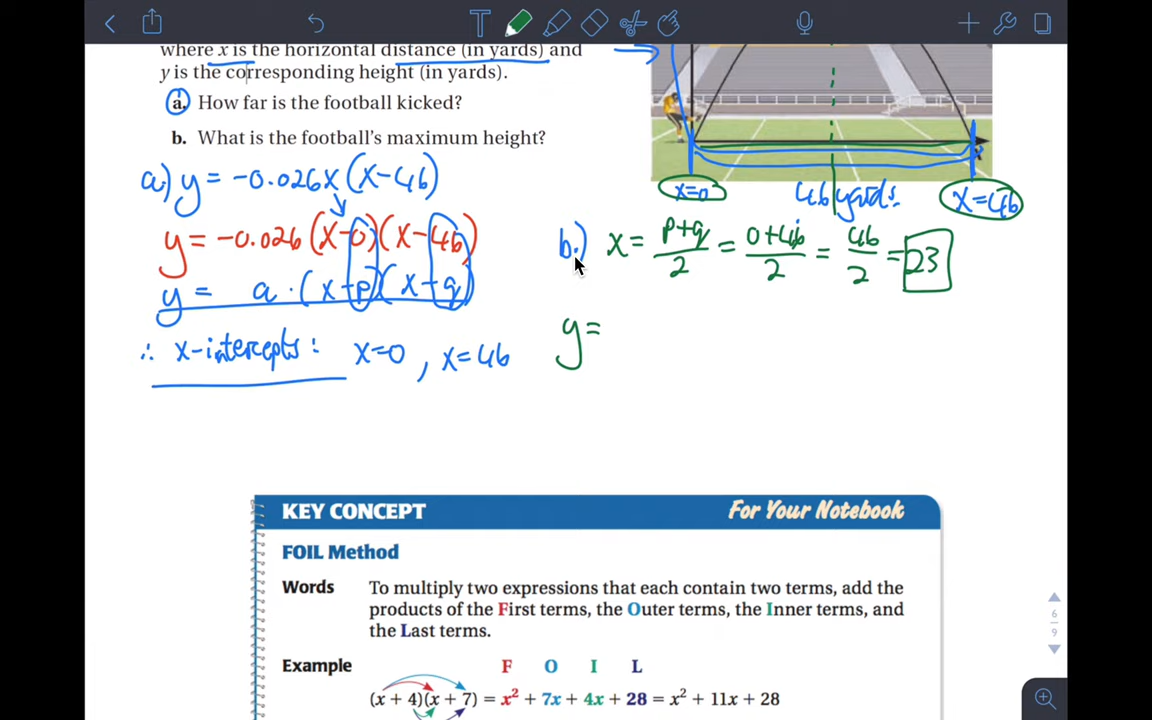 where x is the horizontal distance (in yards) and
y is the corresponding height (in yards).
a. How far is the football kicked?
b. What is the football's maximum height?
x=0
46 yards
x=46
a.) y = -0.026x (x-46)
y = -0.026 (x-0)(x-46)
y = a · (x-p)(x-q)
∴ x-intercepts: x=0, x=46
b.) x = p+q/2 = 0+46/2 = 46/2 = 23
y =
KEY CONCEPT For Your Notebook
FOIL Method
Words To multiply two expressions that each contain two terms, add the
products of the First terms, the Outer terms, the Inner terms, and
the Last terms.
F O I L
Example (x + 4)(x + 7) = x² + 7x + 4x + 28 = x² + 11x + 28
6
9